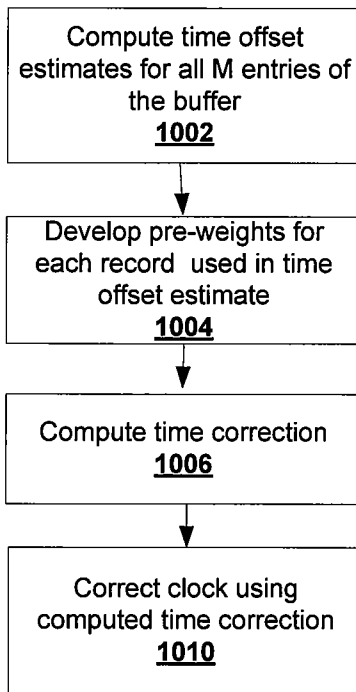 Compute time offset
estimates for all M entries of
the buffer
1002
Develop pre-weights for
each record used in time
offset estimate
1004
Compute time correction
1006
Correct clock using
computed time correction
1010